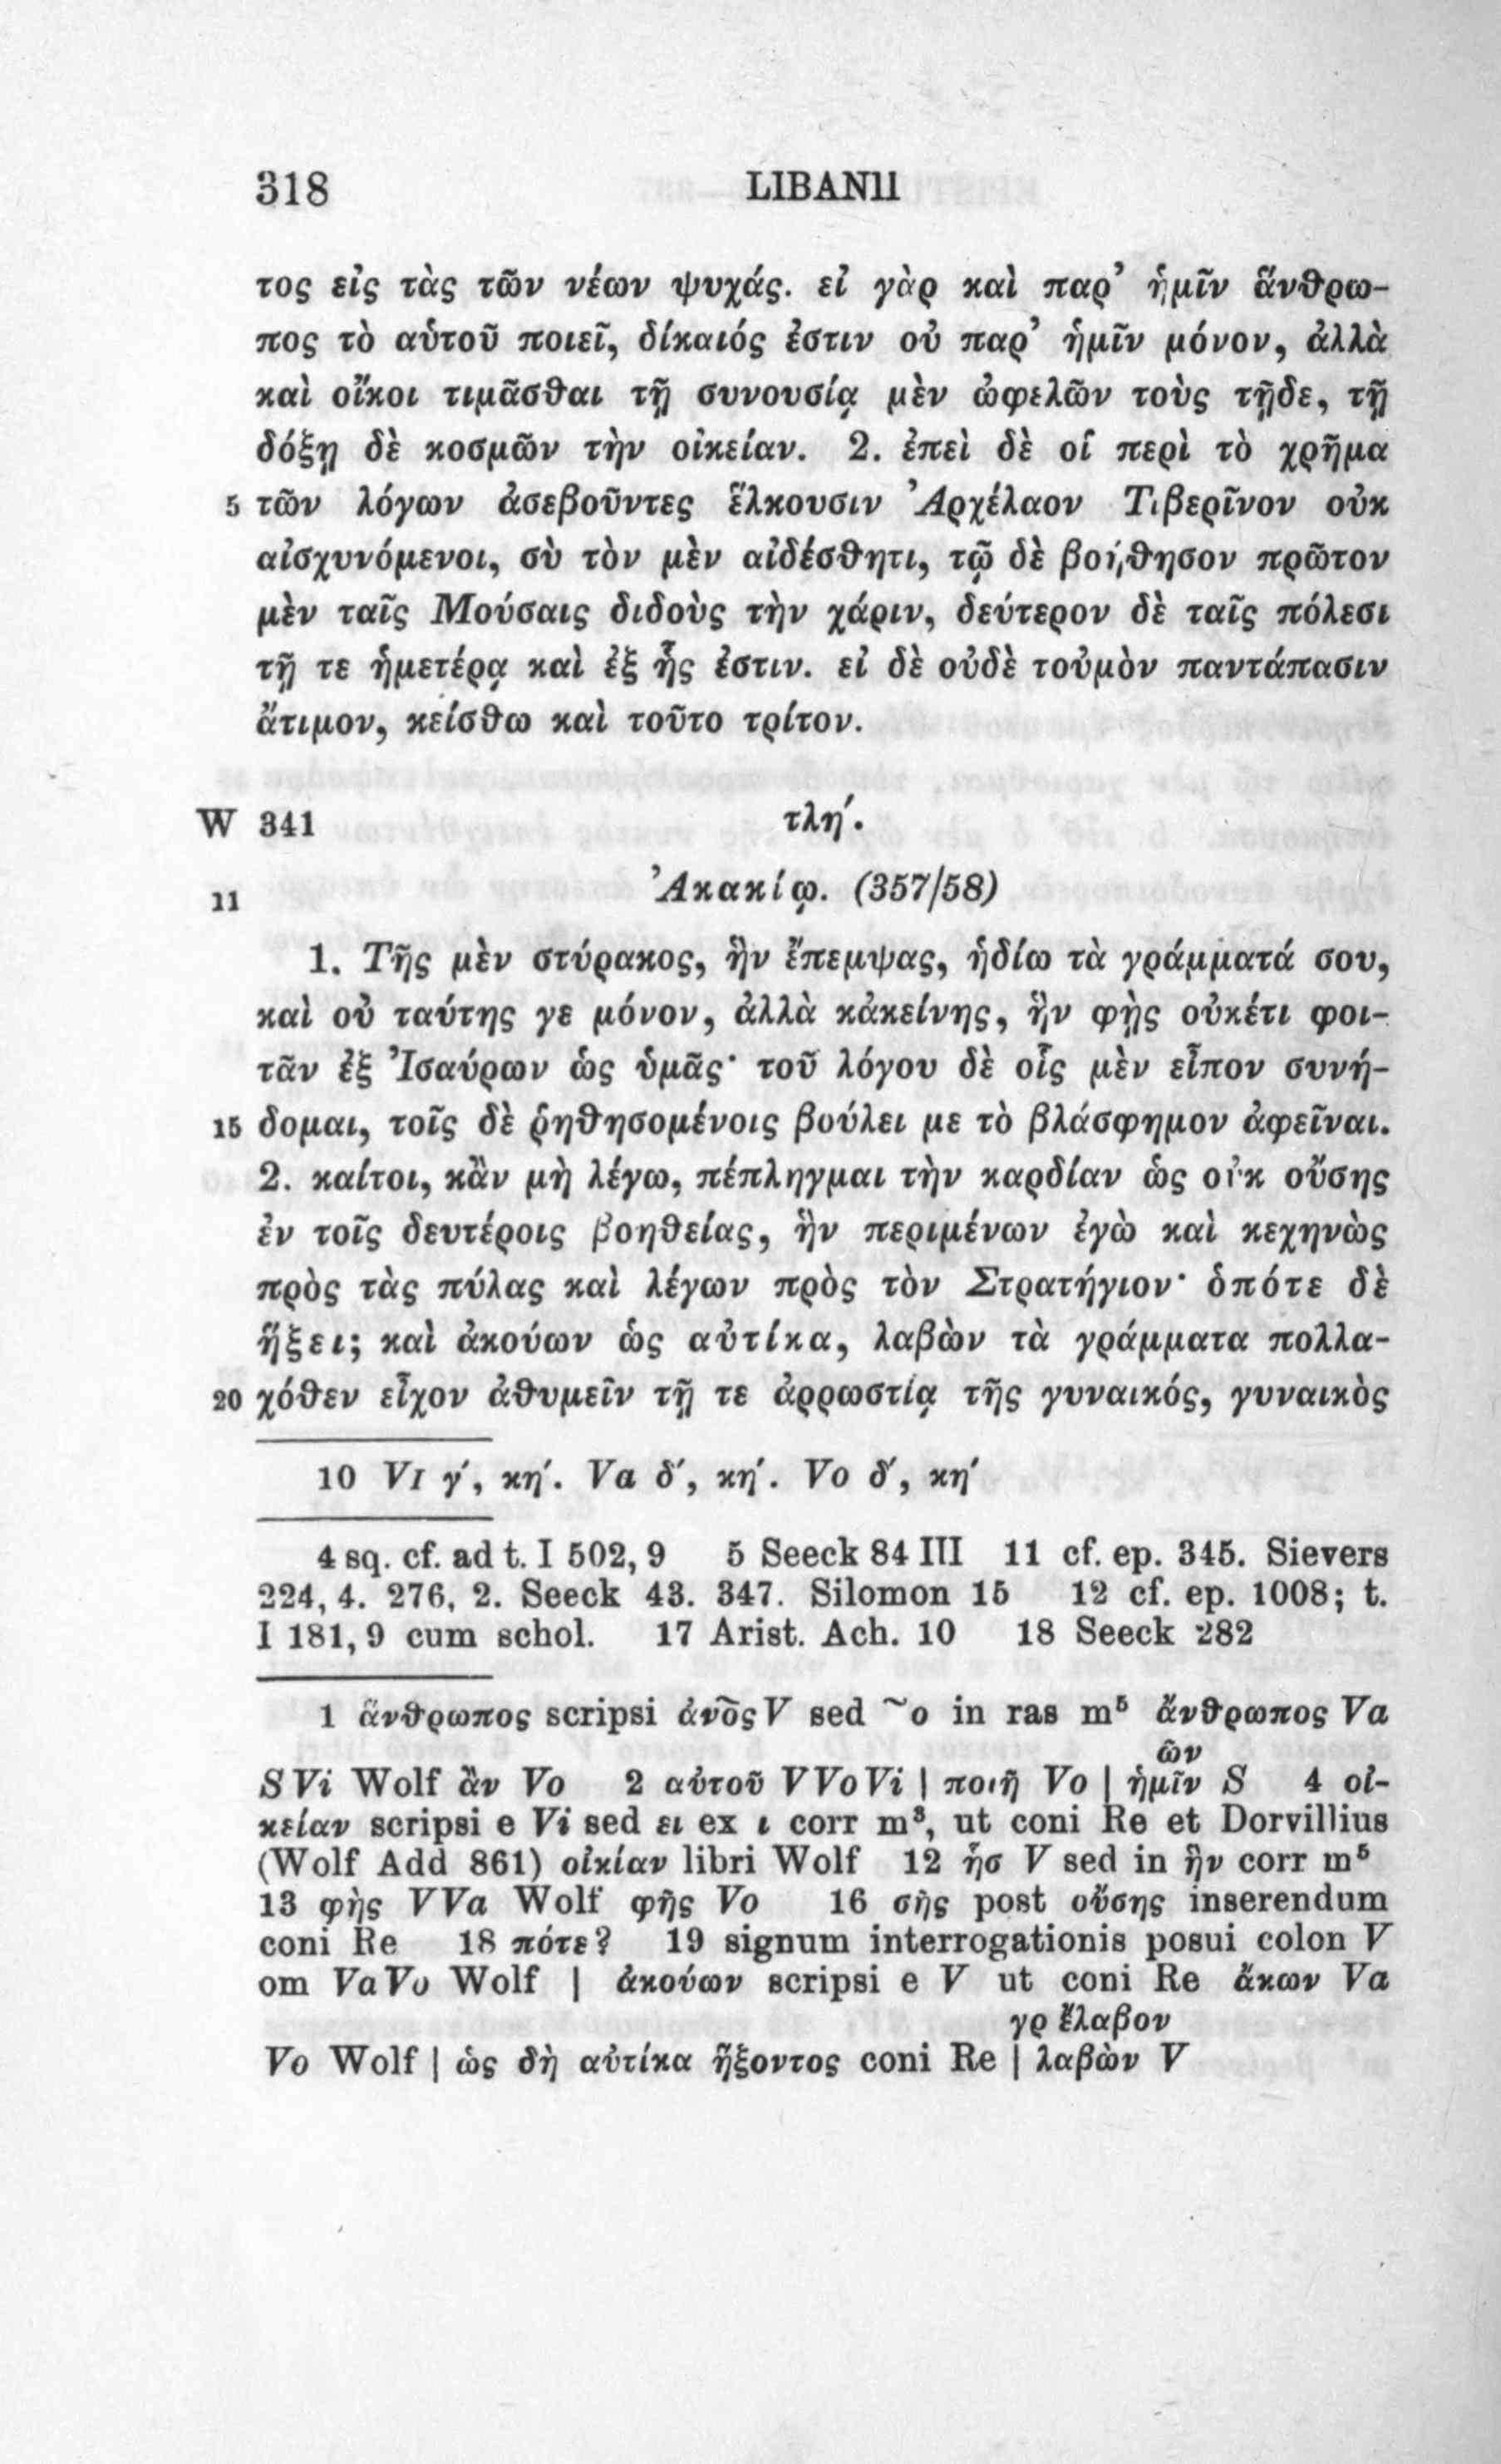 318 LIBANII
τος εἰς τὰς τῶν νέων ψυχάς. εἰ γὰρ καὶ παρ’ ἡμῖν ἅνθρω-
πος τὸ αὑτοῦ ποιεῖ, δίκαιός ἐστιν οὐ παρ’ ἡμῖν μόνον, ἀλλὰ
καὶ οἴκοι τιμᾶσθαι τῇ συνουσίᾳ μὲν ὠφελῶν τοὺς τῇδε, τῇ
δόξῃ δὲ κοσμῶν τὴν οἰκείαν. 2. ἐπεὶ δὲ οἱ περὶ τὸ χρῆμα
5 τῶν λόγων ἀσεβοῦντες ἕλκουσιν Ἀρχέλαον Τιβερῖνον οὐκ
αἰσχυνόμενοι, σὺ τὸν μὲν αἰδέσθητι, τῷ δὲ βοήθησον πρῶτον
μὲν ταῖς Μούσαις διδοὺς τὴν χάριν, δεύτερον δὲ ταῖς πόλεσι
τῇ τε ἡμετέρᾳ καὶ ἐξ ἧς ἐστιν. εἰ δὲ οὐδὲ τοὐμὸν παντάπασιν
ἄτιμον, κείσθω καὶ τοῦτο τρίτον.
W 341 τλη΄.
11 Ἀκακίῳ. (357/58)
1. Τῆς μὲν στύρακος, ἣν ἔπεμψας, ἡδίω τὰ γράμματά σου,
καὶ οὐ ταύτης γε μόνον, ἀλλὰ κἀκείνης, ἣν φῂς οὐκέτι φοι-
τᾶν ἐξ Ἰσαύρων ὡς ὑμᾶς· τοῦ λόγου δὲ οἷς μὲν εἶπον συνή-
15 δομαι, τοῖς δὲ ῥηθησομένοις βούλει με τὸ βλάσφημον ἀφεῖναι.
2. καίτοι, κἂν μὴ λέγω, πέπληγμαι τὴν καρδίαν ὡς οὐκ οὔσης
ἐν τοῖς δευτέροις βοηθείας, ἣν περιμένων ἐγὼ καὶ κεχηνὼς
πρὸς τὰς πύλας καὶ λέγων πρὸς τὸν Στρατήγιον· ὁπότε δὲ
ἥξει; καὶ ἀκούων ὡς αὐτίκα, λαβὼν τὰ γράμματα πολλα-
20 χόθεν εἶχον ἀθυμεῖν τῇ τε ἀρρωστίᾳ τῆς γυναικός, γυναικὸς
10 VI γ΄, κη΄. Va δ΄, κη΄. Vo δ΄, κη΄
4 sq. cf. ad t. I 502, 9 5 Seeck 84 III 11 cf. ep. 345. Sievers
224, 4. 276, 2. Seeck 43. 347. Silomon 15 12 cf. ep. 1008; t.
I 181, 9 cum schol. 17 Arist. Ach. 10 18 Seeck 282
1 ἅνθρωπος scripsi ἀνο͂ς V sed ~ο in ras m⁵ ἄνθρωπος Va
ῶν
S Vi Wolf ἂν Vo 2 αὐτοῦ V Vo Vi | ποιῆ Vo | ἡμῖν S 4 οἰ-
κείαν scripsi e Vi sed ει ex ι corr m³, ut coni Re et Dorvillius
(Wolf Add 861) οἰκίαν libri Wolf 12 ἧσ V sed in ἣν corr m⁵
13 φὴς V Va Wolf φῆς Vo 16 σῆς post οὔσης inserendum
coni Re 18 πότε? 19 signum interrogationis posui colon V
om Va Vo Wolf | ἀκούων scripsi e V ut coni Re ἄκων Va
γρ ἔλαβον
Vo Wolf | ὡς δὴ αὐτίκα ἥξοντος coni Re | λαβὼν V